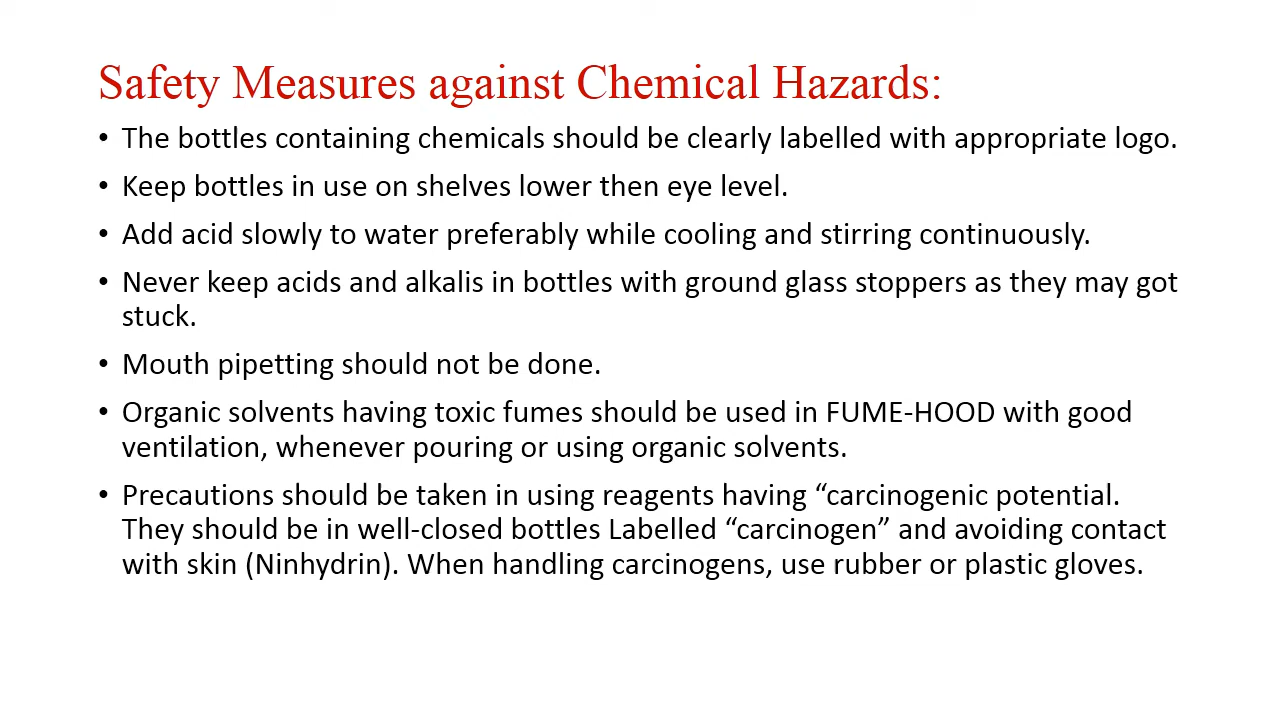 Safety Measures against Chemical Hazards:
• The bottles containing chemicals should be clearly labelled with appropriate logo.
• Keep bottles in use on shelves lower then eye level.
• Add acid slowly to water preferably while cooling and stirring continuously.
• Never keep acids and alkalis in bottles with ground glass stoppers as they may got
stuck.
• Mouth pipetting should not be done.
• Organic solvents having toxic fumes should be used in FUME-HOOD with good
ventilation, whenever pouring or using organic solvents.
• Precautions should be taken in using reagents having “carcinogenic potential.
They should be in well-closed bottles Labelled “carcinogen” and avoiding contact
with skin (Ninhydrin). When handling carcinogens, use rubber or plastic gloves.